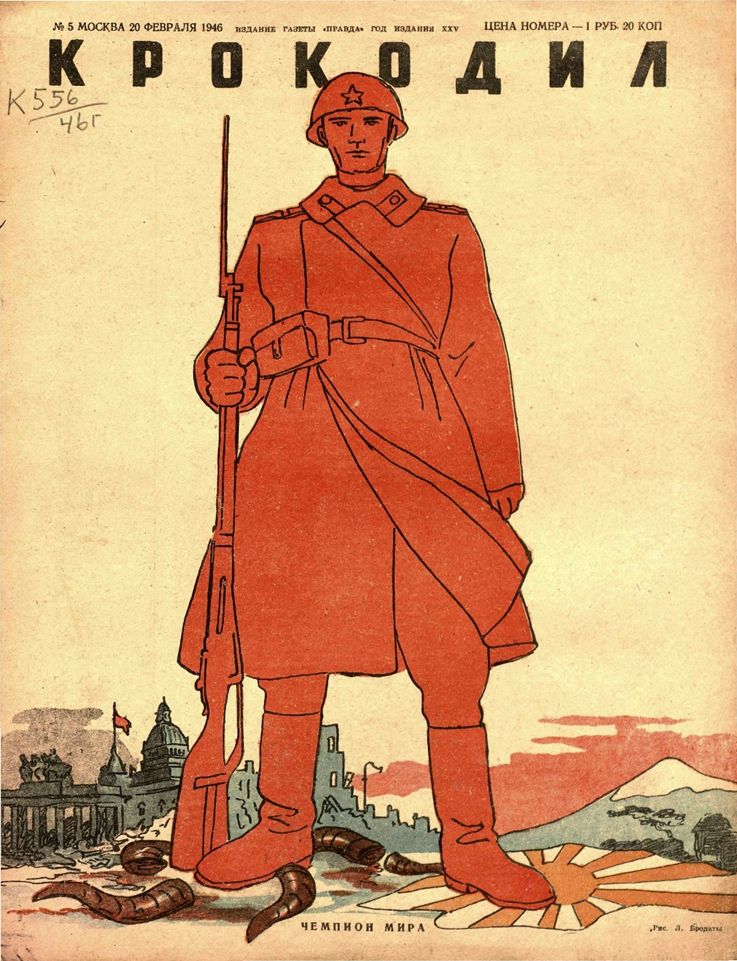 № 5 МОСКВА 20 ФЕВРАЛЯ 1946 ИЗДАНИЕ ГАЗЕТЫ «ПРАВДА» ГОД ИЗДАНИЯ XXV ЦЕНА НОМЕРА — 1 РУБ. 20 КОП
КРОКОДИЛ
К 556
46г
ЧЕМПИОН МИРА
Рис. Л. Бродаты